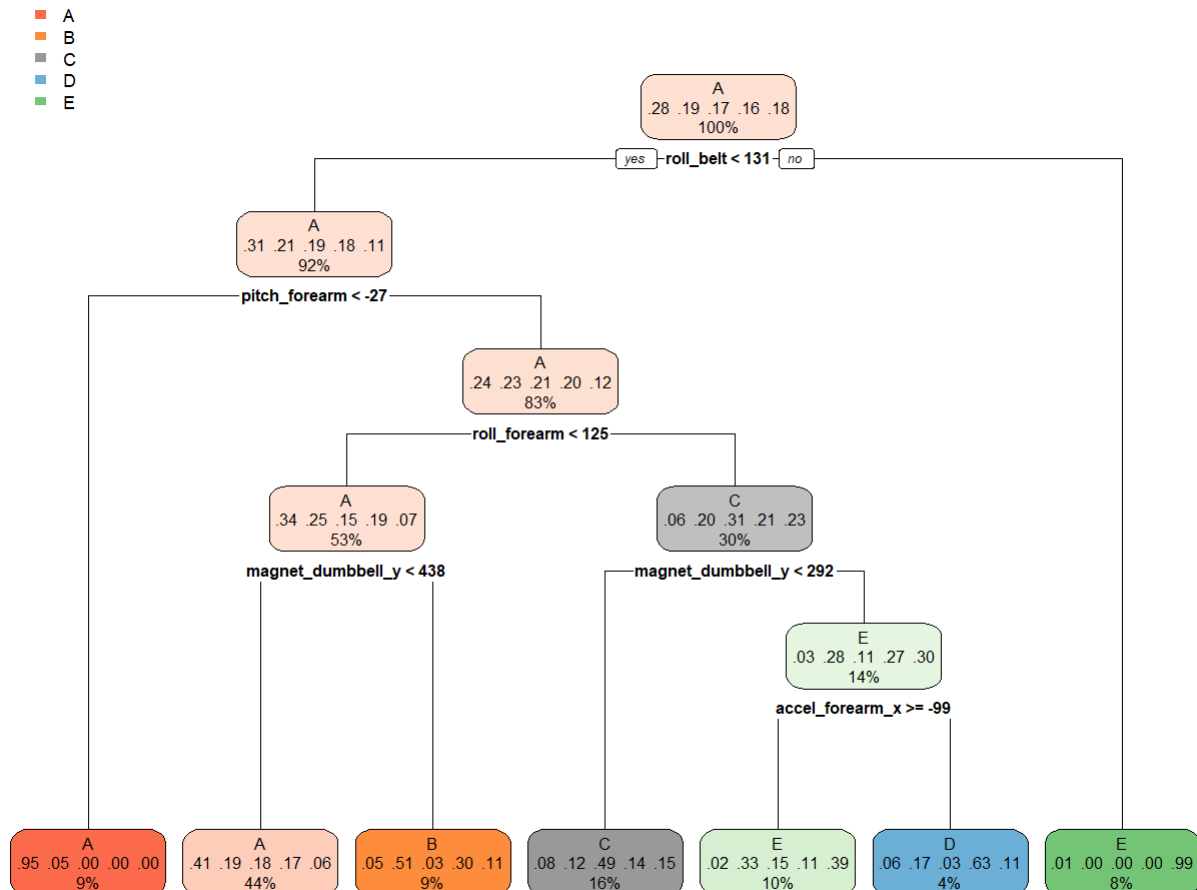 A
B
C
D
E
A
.28 .19 .17 .16 .18
100%
yes roll_belt < 131 no
A
.31 .21 .19 .18 .11
92%
pitch_forearm < -27
A
.24 .23 .21 .20 .12
83%
roll_forearm < 125
A
.34 .25 .15 .19 .07
53%
magnet_dumbbell_y < 438
C
.06 .20 .31 .21 .23
30%
magnet_dumbbell_y < 292
E
.03 .28 .11 .27 .30
14%
accel_forearm_x >= -99
A
.95 .05 .00 .00 .00
9%
A
.41 .19 .18 .17 .06
44%
B
.05 .51 .03 .30 .11
9%
C
.08 .12 .49 .14 .15
16%
E
.02 .33 .15 .11 .39
10%
D
.06 .17 .03 .63 .11
4%
E
.01 .00 .00 .00 .99
8%